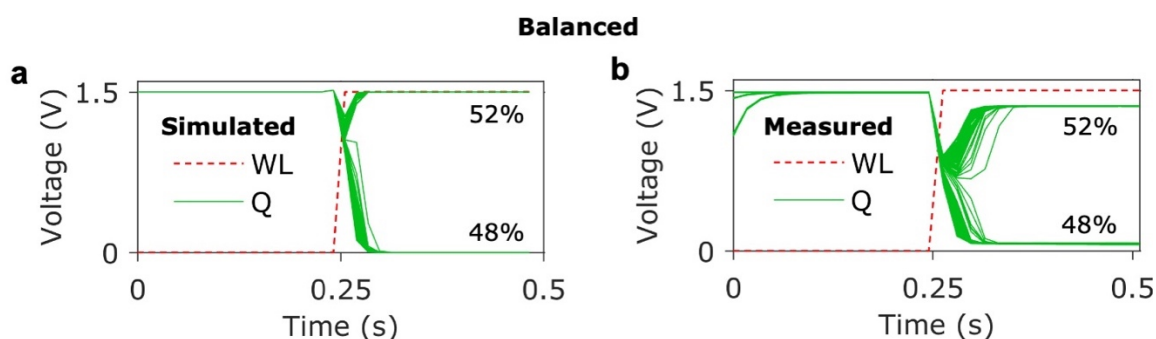 Balanced
a
Voltage (V)
1.5
0
Simulated
WL
Q
52%
48%
0
0.25
0.5
Time (s)
b
Voltage (V)
1.5
0
Measured
WL
Q
52%
48%
0
0.25
0.5
Time (s)